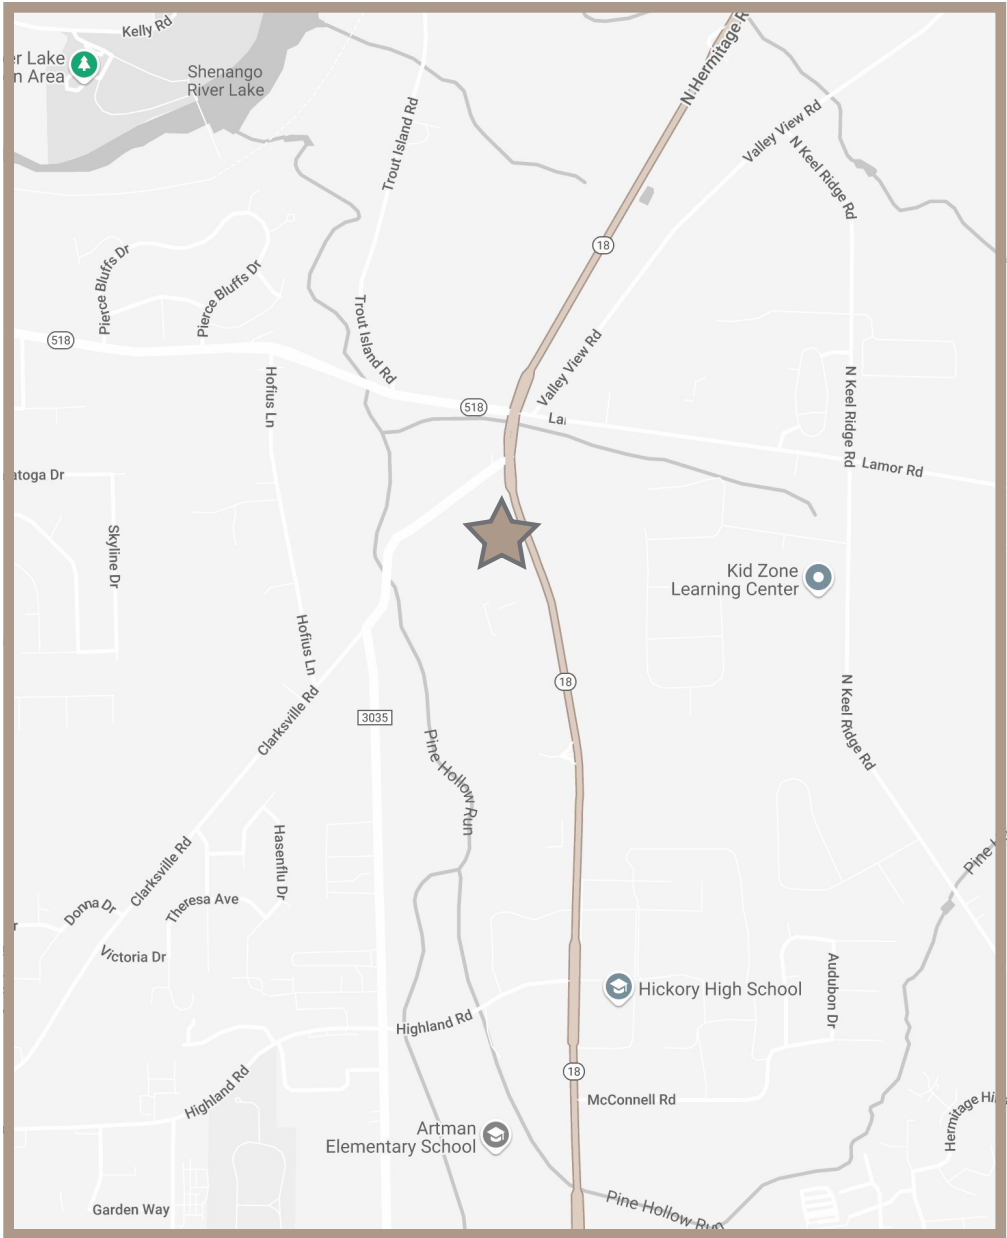 Kelly Rd
er Lake
n Area
Shenango
River Lake
N Hermitage R
Valley View Rd
N Keel Ridge Rd
Trout Island Rd
18
Pierce Bluffs Dr
Pierce Bluffs Dr
518
Trout Island Rd
Valley View Rd
Hofius Ln
518
La
N Keel Ridge Rd
Lamor Rd
atoga Dr
Skyline Dr
Kid Zone
Learning Center
Hofius Ln
18
Clarksville Rd
3035
N Keel Ridge Rd
Pine Hollow Run
Hasenflu Dr
Clarksville Rd
Pine H
Donna Dr
Theresa Ave
r
Victoria Dr
Audubon Dr
Hickory High School
Highland Rd
18
Highland Rd
McConnell Rd
Hermitage Hil
Artman
Elementary School
Garden Way
Pine Hollow Run